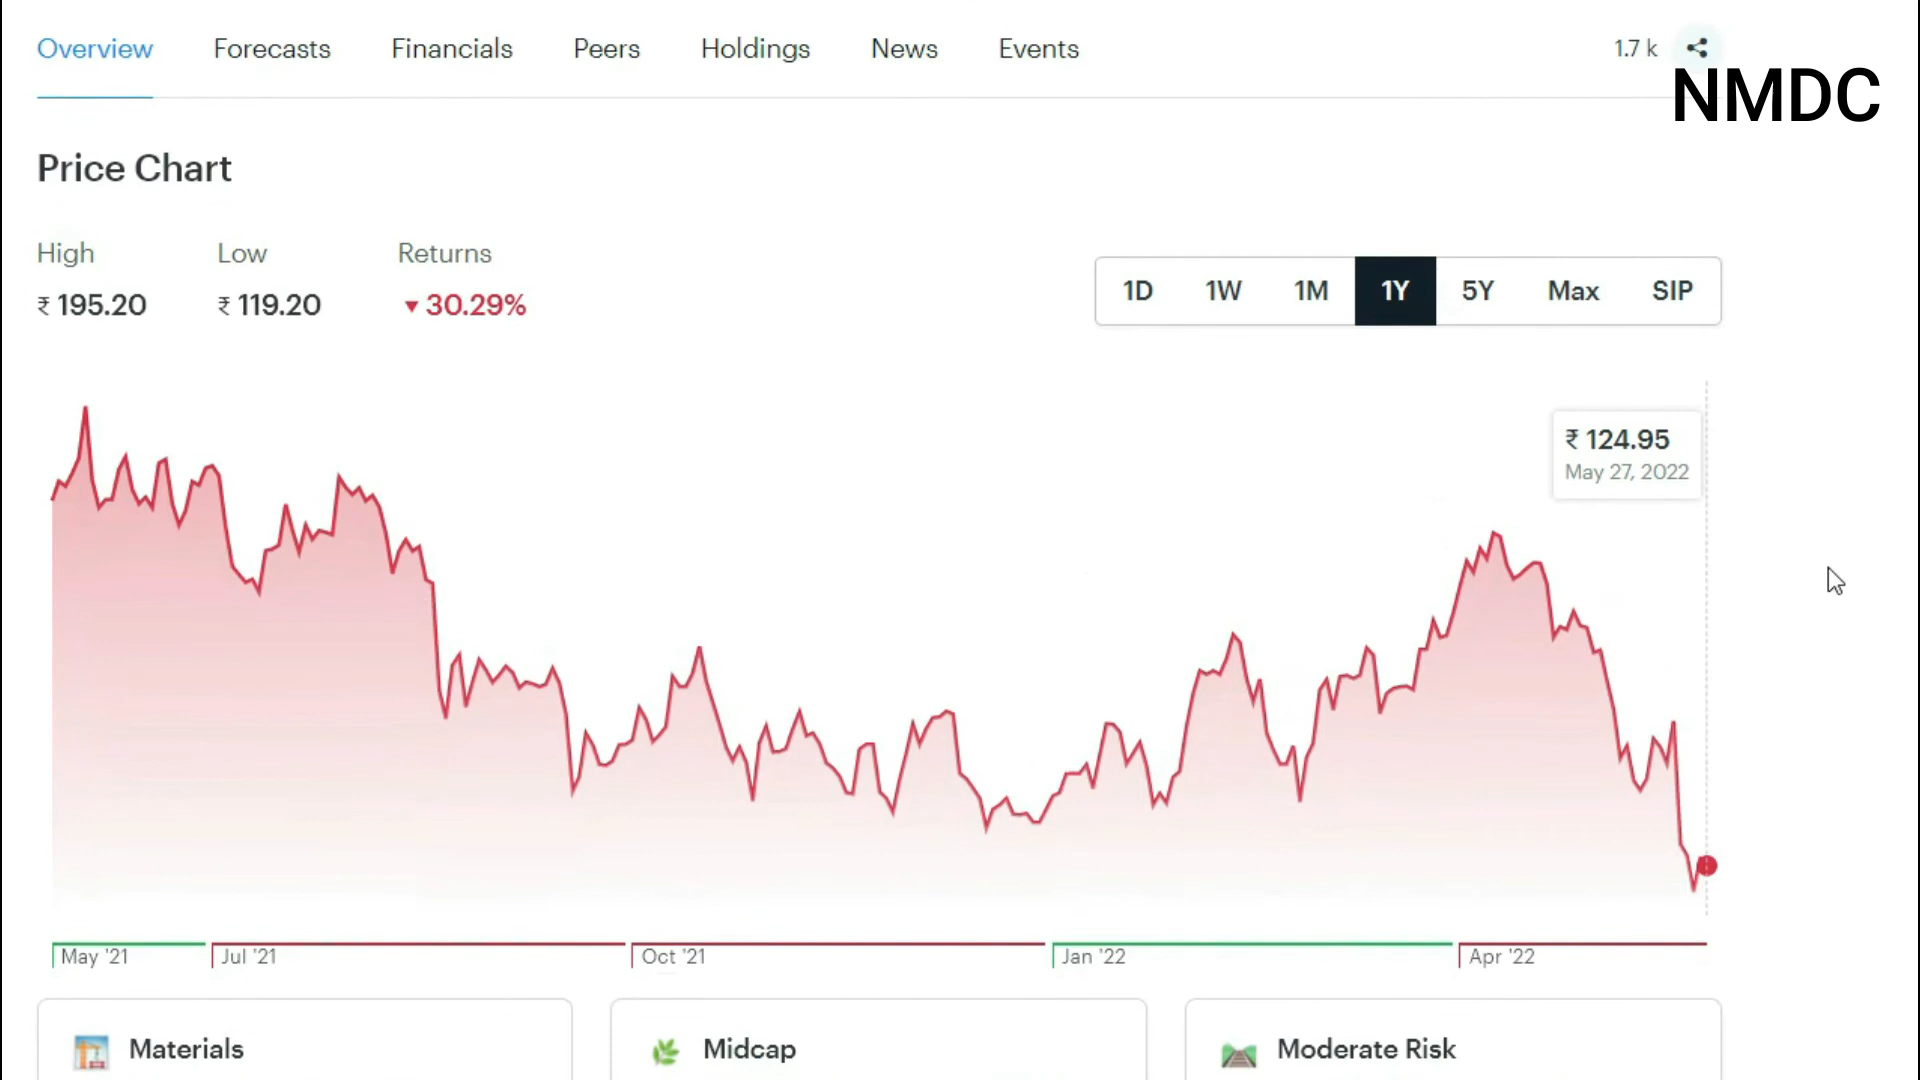 Overview Forecasts Financials Peers Holdings News Events 1.7 k
NMDC
Price Chart
High Low Returns
₹ 195.20 ₹ 119.20 ▼ 30.29%
1D 1W 1M 1Y 5Y Max SIP
₹ 124.95
May 27, 2022
May '21 Jul '21 Oct '21 Jan '22 Apr '22
Materials Midcap Moderate Risk